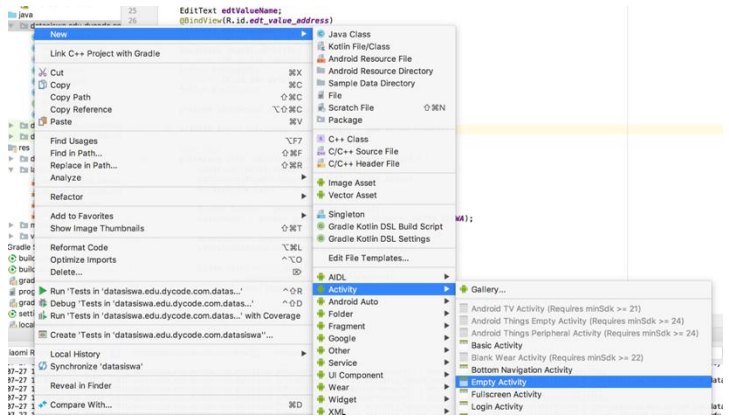 java
25 EditText edtValueName;
26 @BindView(R.id.edt_value_address)
New
Link C++ Project with Gradle
Cut ⌘X
Copy ⌘C
Copy Path ⇧⌘C
Copy Reference ⌥⇧⌘C
Paste ⌘V
Find Usages ⌥F7
Find in Path... ⇧⌘F
Replace in Path... ⇧⌘R
Analyze
Refactor
Add to Favorites
Show Image Thumbnails ⇧⌘T
Reformat Code ⌥⌘L
Optimize Imports ^⌥O
Delete... ⌦
Run 'Tests in 'datasiswa.edu.dycode.com.datas...' ^⇧R
Debug 'Tests in 'datasiswa.edu.dycode.com.datas...' ^⇧D
Run 'Tests in 'datasiswa.edu.dycode.com.datasiswa'' with Coverage
Create 'Tests in 'datasiswa.edu.dycode.com.datasiswa''...
Local History
Synchronize 'datasiswa'
Reveal in Finder
Compare With... ⌘D
Java Class
Kotlin File/Class
Android Resource File
Android Resource Directory
Sample Data Directory
File
Scratch File ⇧⌘N
Package
C++ Class
C/C++ Source File
C/C++ Header File
Image Asset
Vector Asset
Singleton
Gradle Kotlin DSL Build Script
Gradle Kotlin DSL Settings
Edit File Templates...
AIDL
Activity
Android Auto
Folder
Fragment
Google
Other
Service
UI Component
Wear
Widget
XML
Gallery...
Android TV Activity (Requires minSdk >= 21)
Android Things Empty Activity (Requires minSdk >= 24)
Android Things Peripheral Activity (Requires minSdk >= 24)
Basic Activity
Blank Wear Activity (Requires minSdk >= 22)
Bottom Navigation Activity
Empty Activity
Fullscreen Activity
Login Activity
res
Gradle S